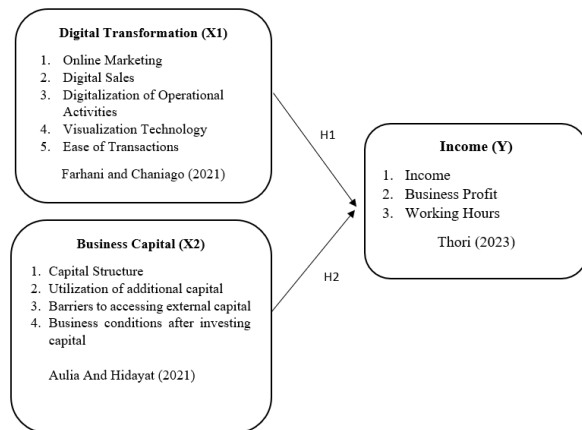 Digital Transformation (X1)
1. Online Marketing
2. Digital Sales
3. Digitalization of Operational
Activities
4. Visualization Technology
5. Ease of Transactions
Farhani and Chaniago (2021)
H1
Income (Y)
1. Income
2. Business Profit
3. Working Hours
Thori (2023)
Business Capital (X2)
1. Capital Structure
2. Utilization of additional capital
3. Barriers to accessing external capital
4. Business conditions after investing
capital
Aulia And Hidayat (2021)
H2